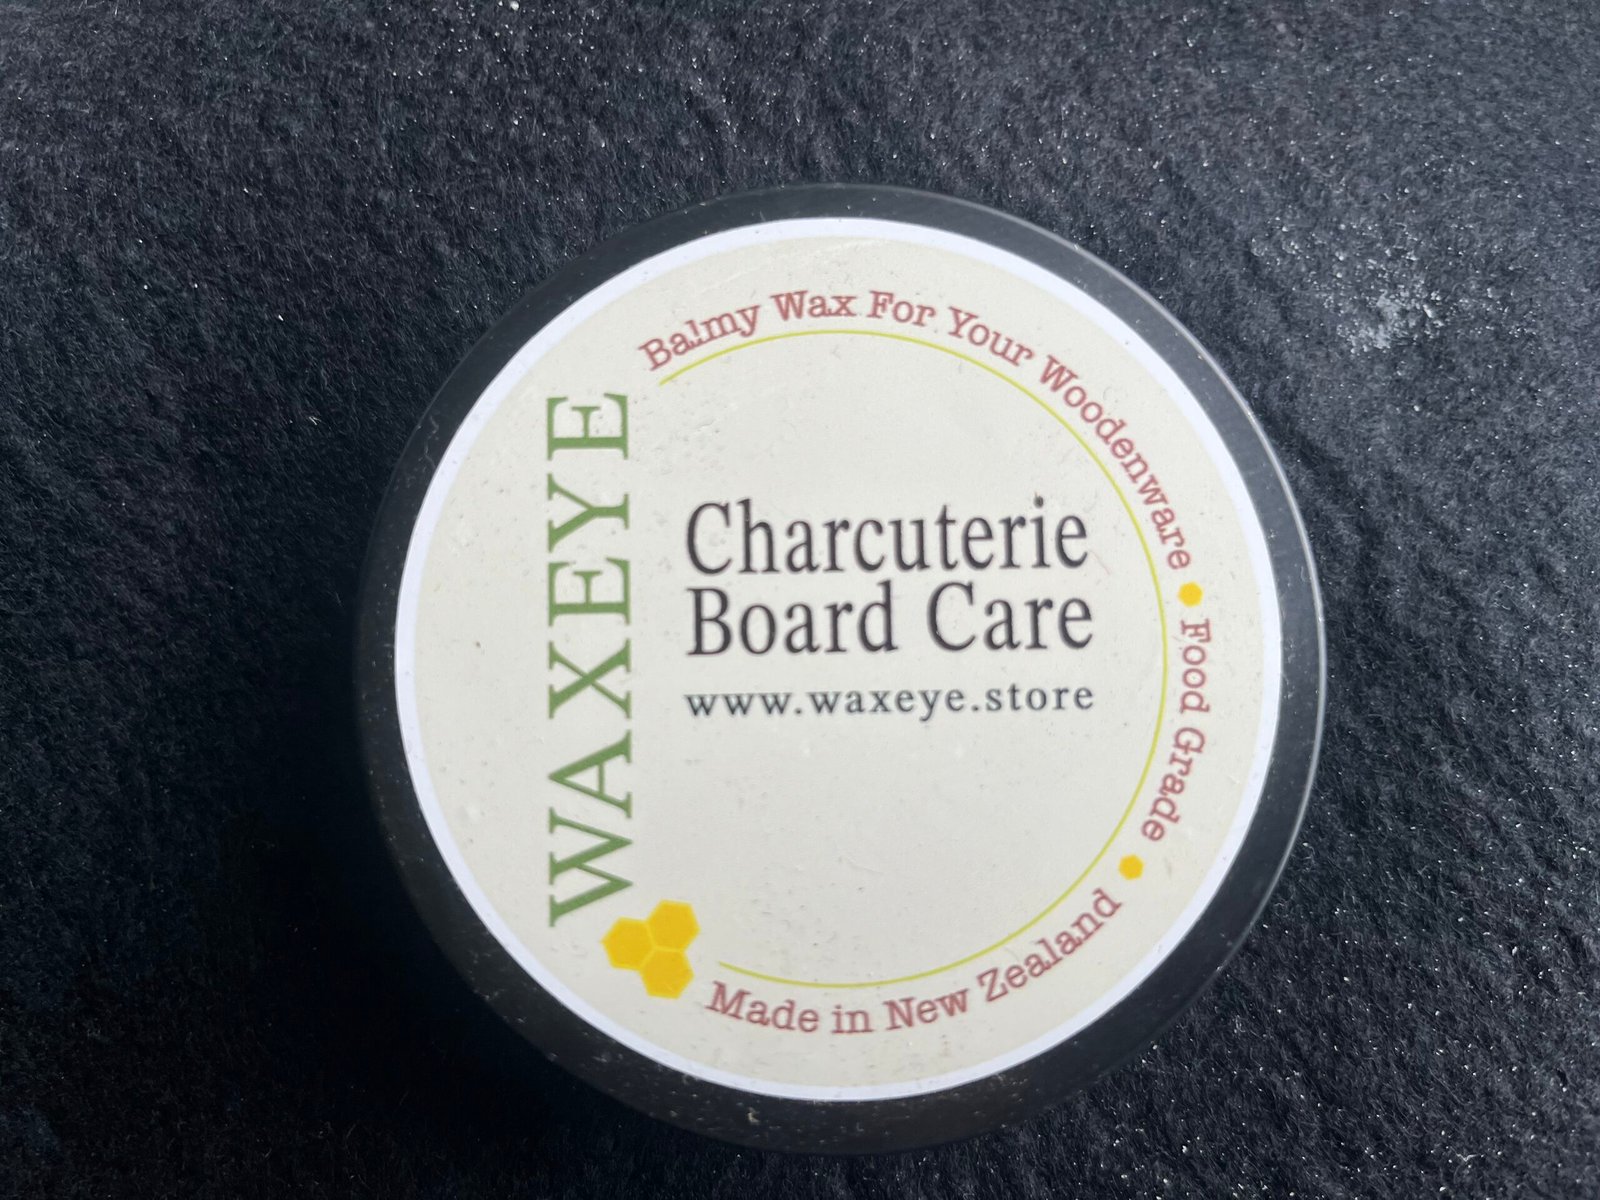 WAXEYE
Balmy Wax For Your Woodenware
Food Grade
Made in New Zealand
Charcuterie
Board Care
www.waxeye.store